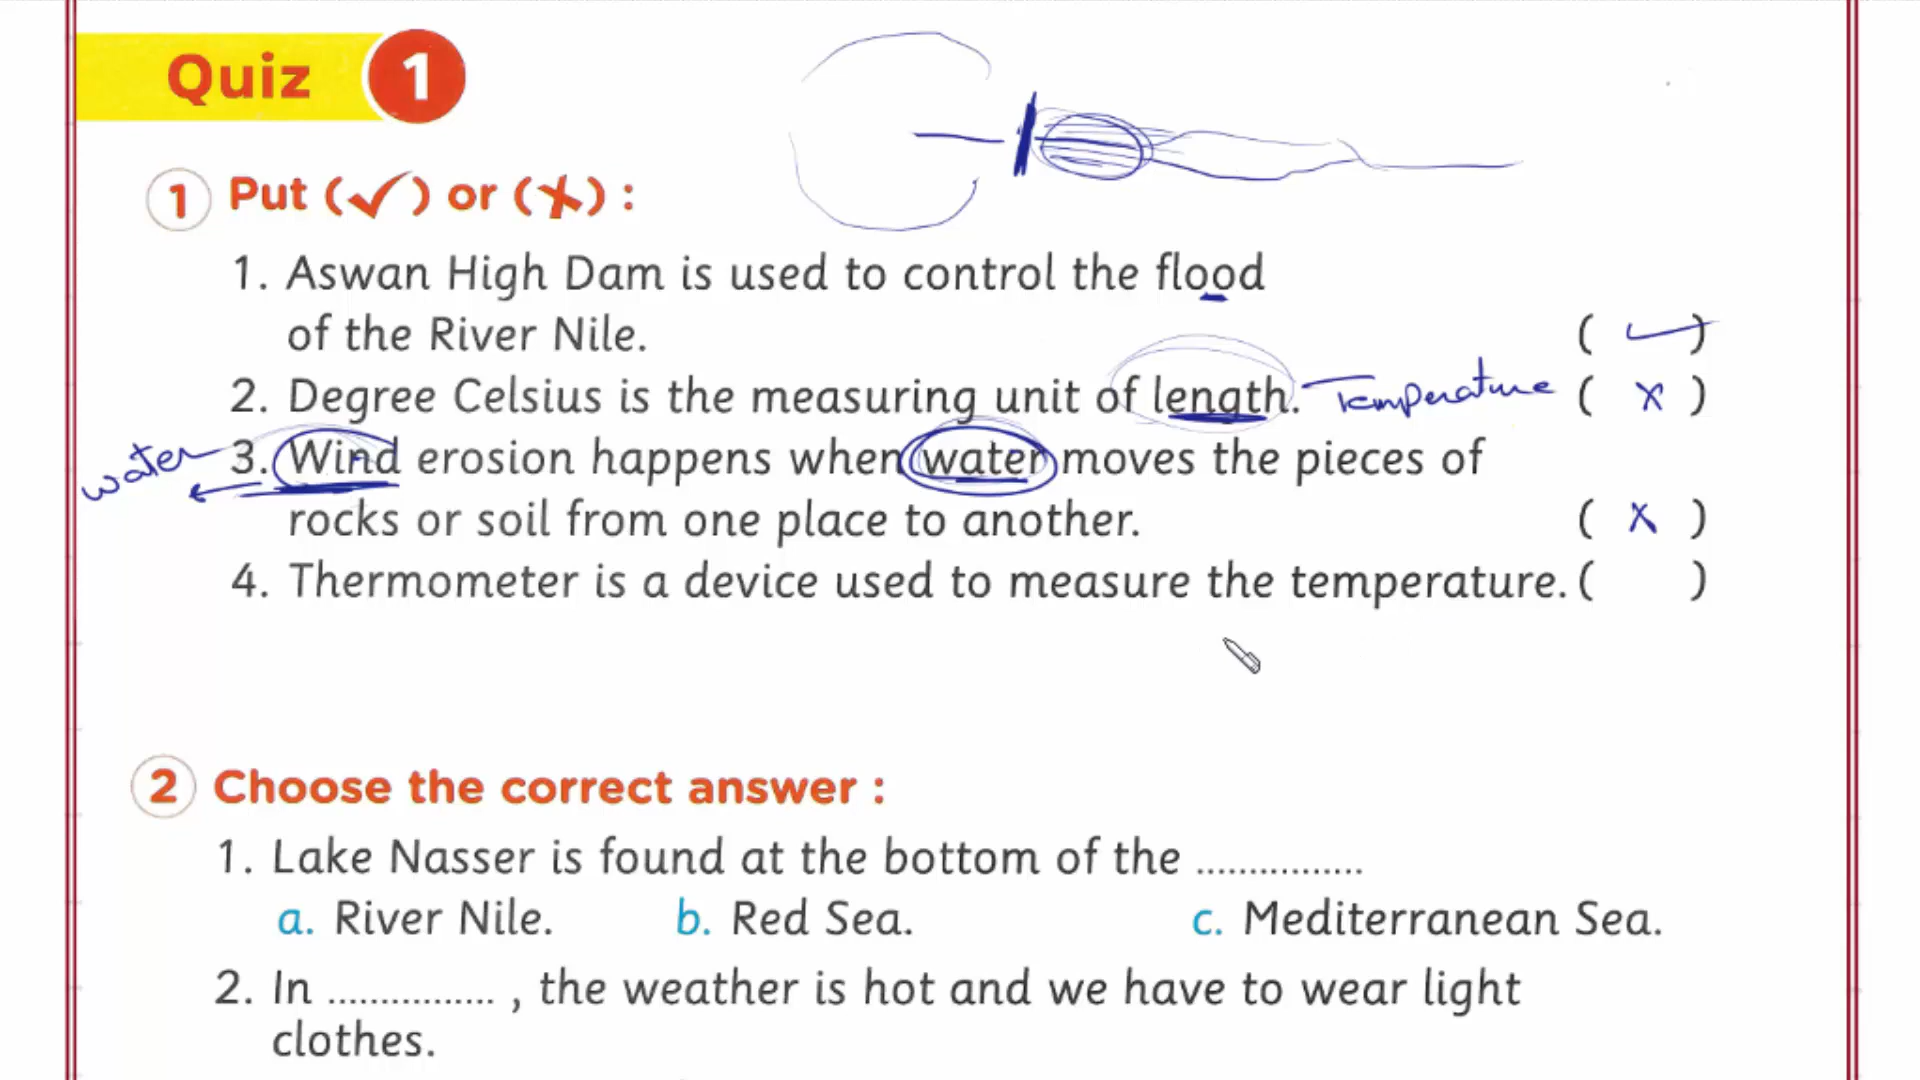 Quiz 1
1 Put (✓) or (✗) :
1. Aswan High Dam is used to control the flood
of the River Nile. ( ✓ )
2. Degree Celsius is the measuring unit of length. Temperature ( x )
water 3. Wind erosion happens when water moves the pieces of
rocks or soil from one place to another. ( x )
4. Thermometer is a device used to measure the temperature. ( )
2 Choose the correct answer :
1. Lake Nasser is found at the bottom of the ................
a. River Nile. b. Red Sea. c. Mediterranean Sea.
2. In ................ , the weather is hot and we have to wear light
clothes.